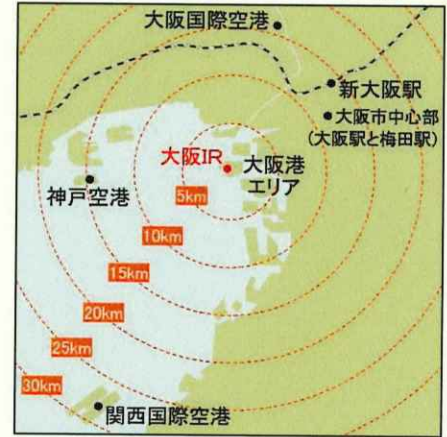 大阪国際空港
新大阪駅
大阪市中心部
(大阪駅と梅田駅)
大阪IR
大阪港
エリア
神戸空港
5km
10km
15km
20km
25km
30km
関西国際空港